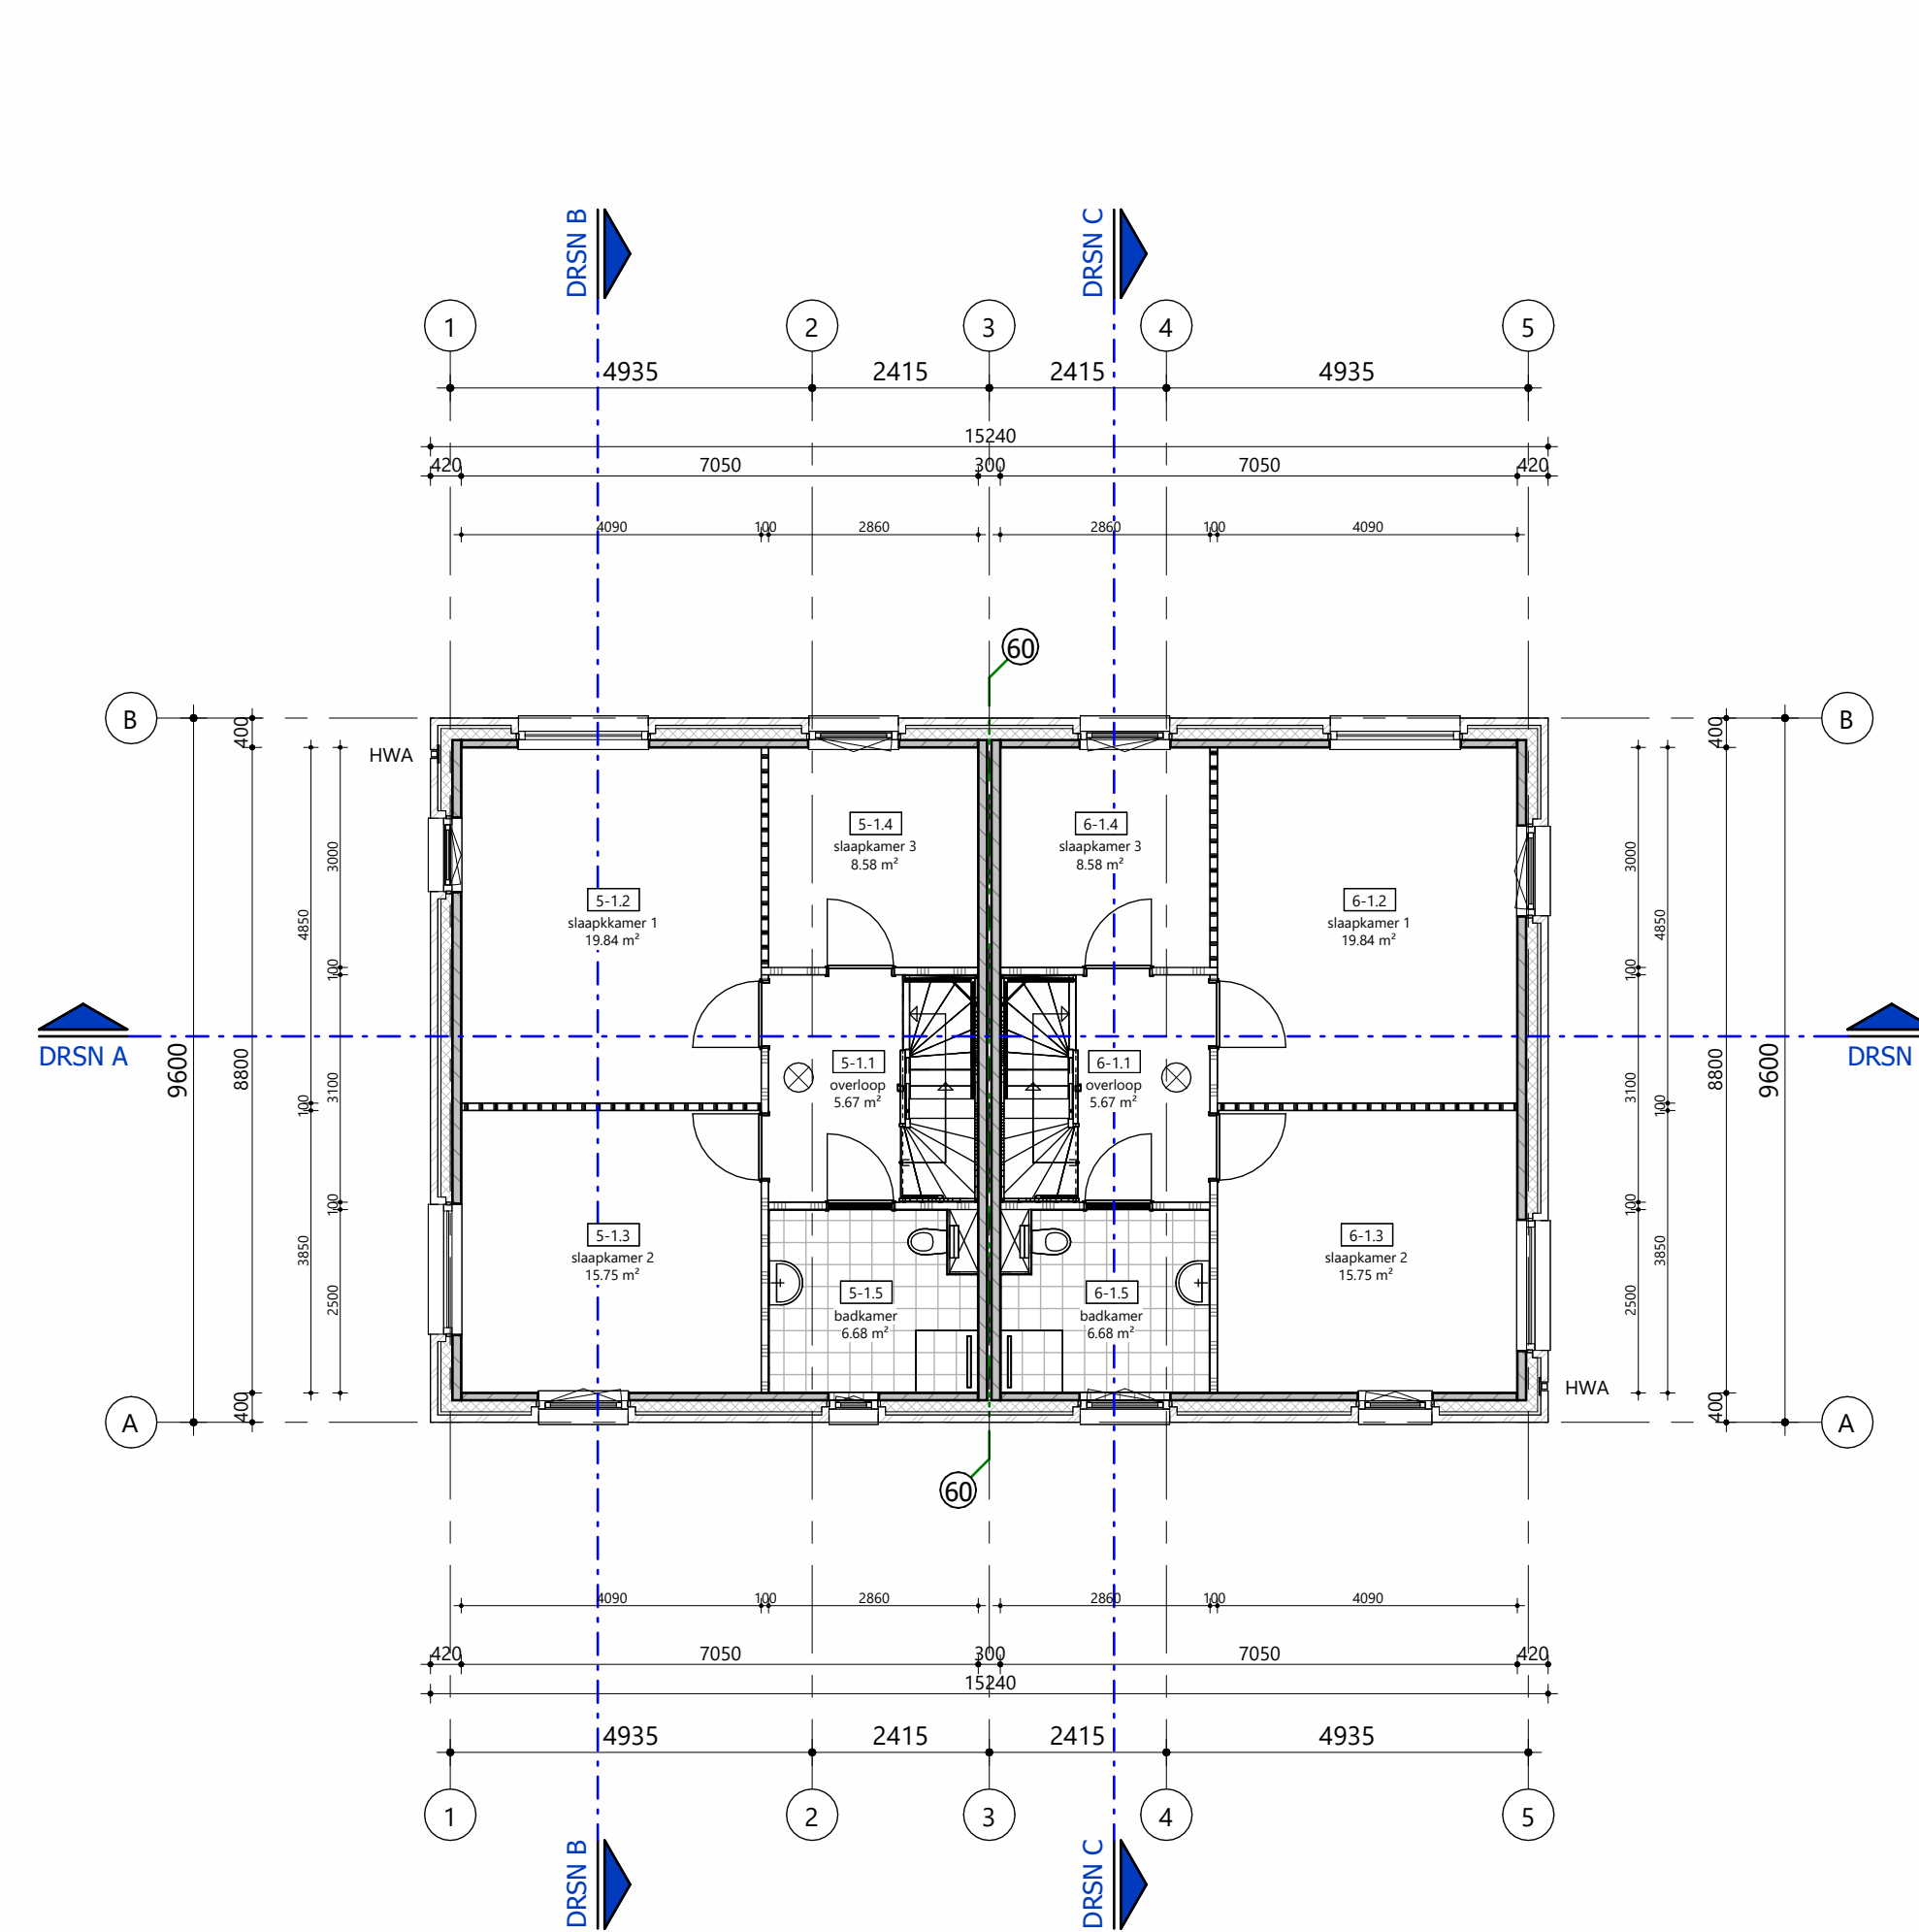 DRSN B
DRSN C
1
2
3
4
5
4935
2415
2415
4935
15240
420
7050
300
7050
420
4090
100
2860
2860
100
4090
60
B
400
HWA
400
B
5-1.4
slaapkamer 3
8.58 m²
6-1.4
slaapkamer 3
8.58 m²
3000
3000
5-1.2
slaapkkamer 1
19.84 m²
6-1.2
slaapkamer 1
19.84 m²
4850
4850
100
100
DRSN A
DRSN
9600
8800
3100
100
5-1.1
overloop
5.67 m²
6-1.1
overloop
5.67 m²
3100
100
8800
9600
100
100
5-1.3
slaapkamer 2
15.75 m²
6-1.3
slaapkamer 2
15.75 m²
3850
2500
5-1.5
badkamer
6.68 m²
6-1.5
badkamer
6.68 m²
2500
3850
HWA
A
400
400
A
60
4090
100
2860
2860
100
4090
420
7050
300
7050
420
15240
4935
2415
2415
4935
1
2
3
4
5
DRSN B
DRSN C